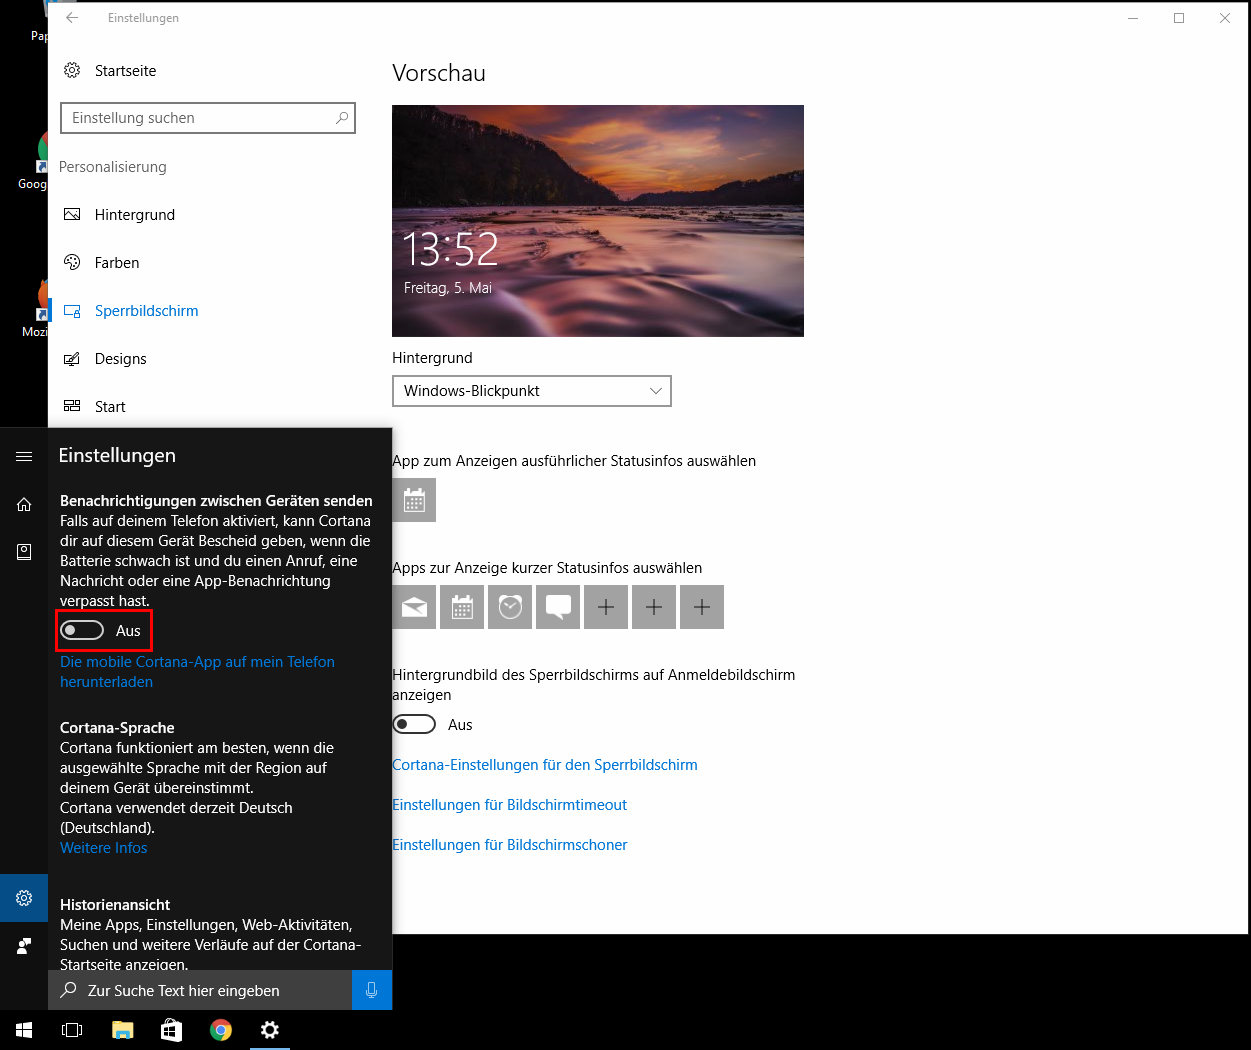 Pap
Goog
Mozi
Einstellungen
Startseite
Einstellung suchen
Personalisierung
Hintergrund
Farben
Sperrbildschirm
Designs
Start
Vorschau
13:52
Freitag, 5. Mai
Hintergrund
Windows-Blickpunkt
App zum Anzeigen ausführlicher Statusinfos auswählen
Apps zur Anzeige kurzer Statusinfos auswählen
Hintergrundbild des Sperrbildschirms auf Anmeldebildschirm
anzeigen
Aus
Cortana-Einstellungen für den Sperrbildschirm
Einstellungen für Bildschirmtimeout
Einstellungen für Bildschirmschoner
Einstellungen
Benachrichtigungen zwischen Geräten senden
Falls auf deinem Telefon aktiviert, kann Cortana
dir auf diesem Gerät Bescheid geben, wenn die
Batterie schwach ist und du einen Anruf, eine
Nachricht oder eine App-Benachrichtung
verpasst hast.
Aus
Die mobile Cortana-App auf mein Telefon
herunterladen
Cortana-Sprache
Cortana funktioniert am besten, wenn die
ausgewählte Sprache mit der Region auf
deinem Gerät übereinstimmt.
Cortana verwendet derzeit Deutsch
(Deutschland).
Weitere Infos
Historienansicht
Meine Apps, Einstellungen, Web-Aktivitäten,
Suchen und weitere Verläufe auf der Cortana-
Startseite anzeigen.
Zur Suche Text hier eingeben